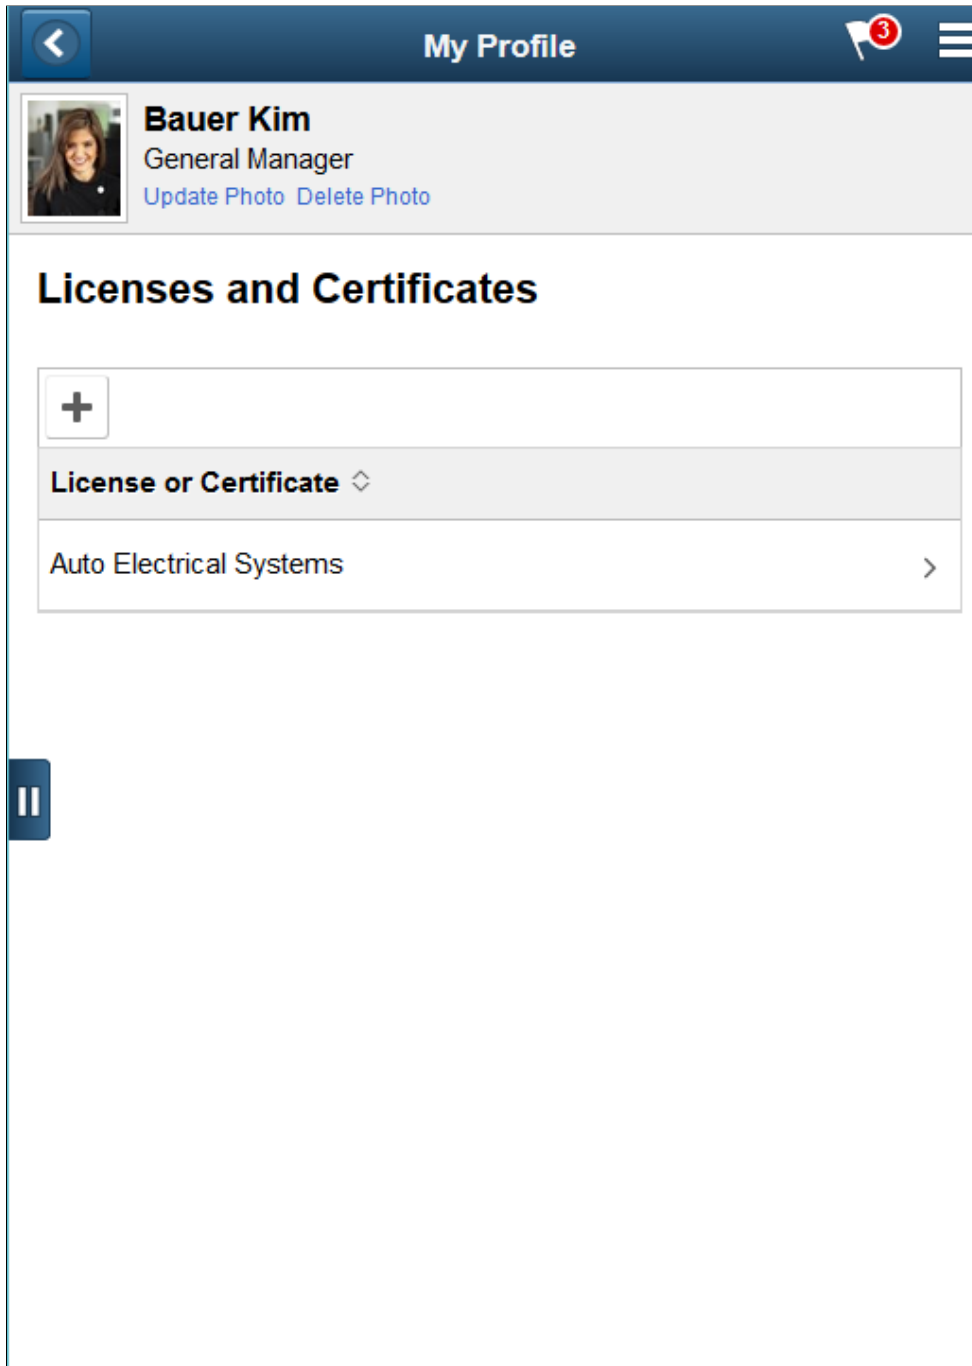 My Profile
3
Bauer Kim
General Manager
Update Photo Delete Photo
Licenses and Certificates
License or Certificate
Auto Electrical Systems